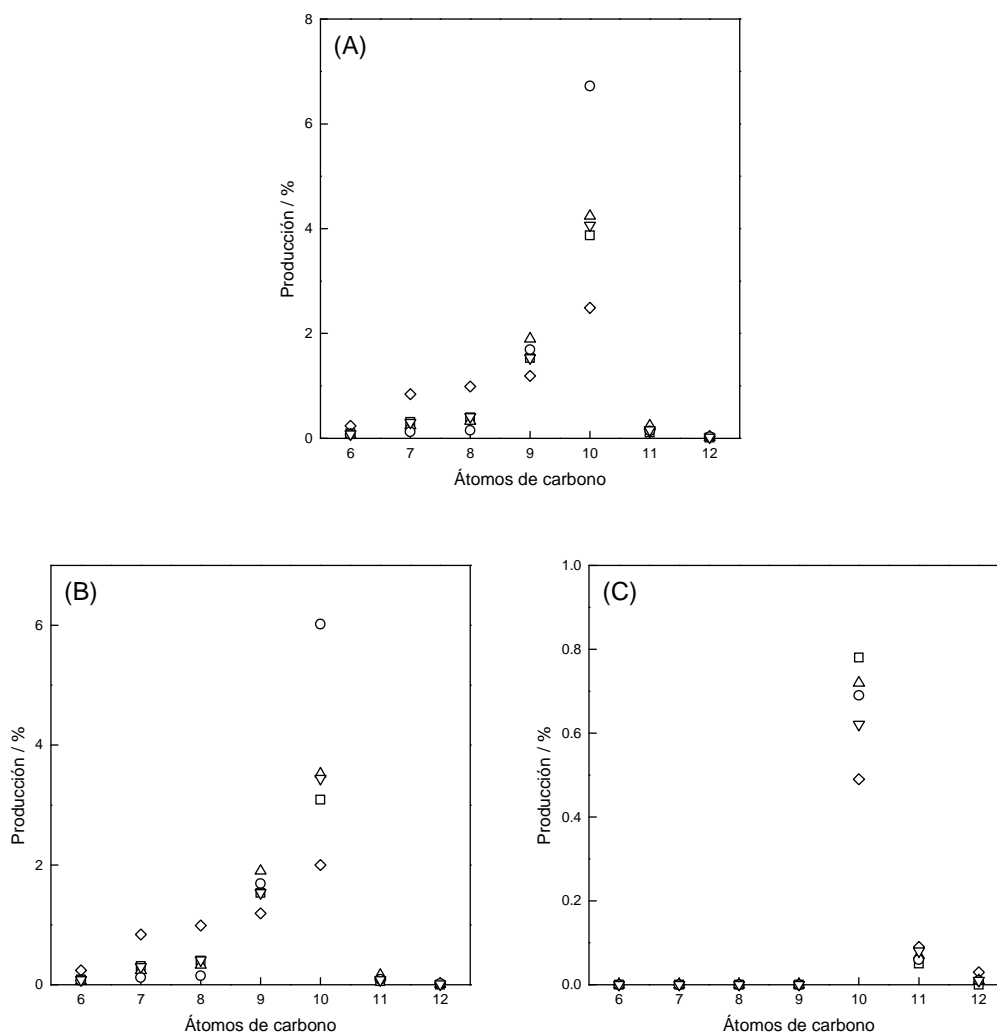 (A)
8
6
4
2
0
Producción / %
6 7 8 9 10 11 12
Átomos de carbono
(B)
6
4
2
0
Producción / %
6 7 8 9 10 11 12
Átomos de carbono
(C)
1.0
0.8
0.6
0.4
0.2
0.0
Producción / %
6 7 8 9 10 11 12
Átomos de carbono